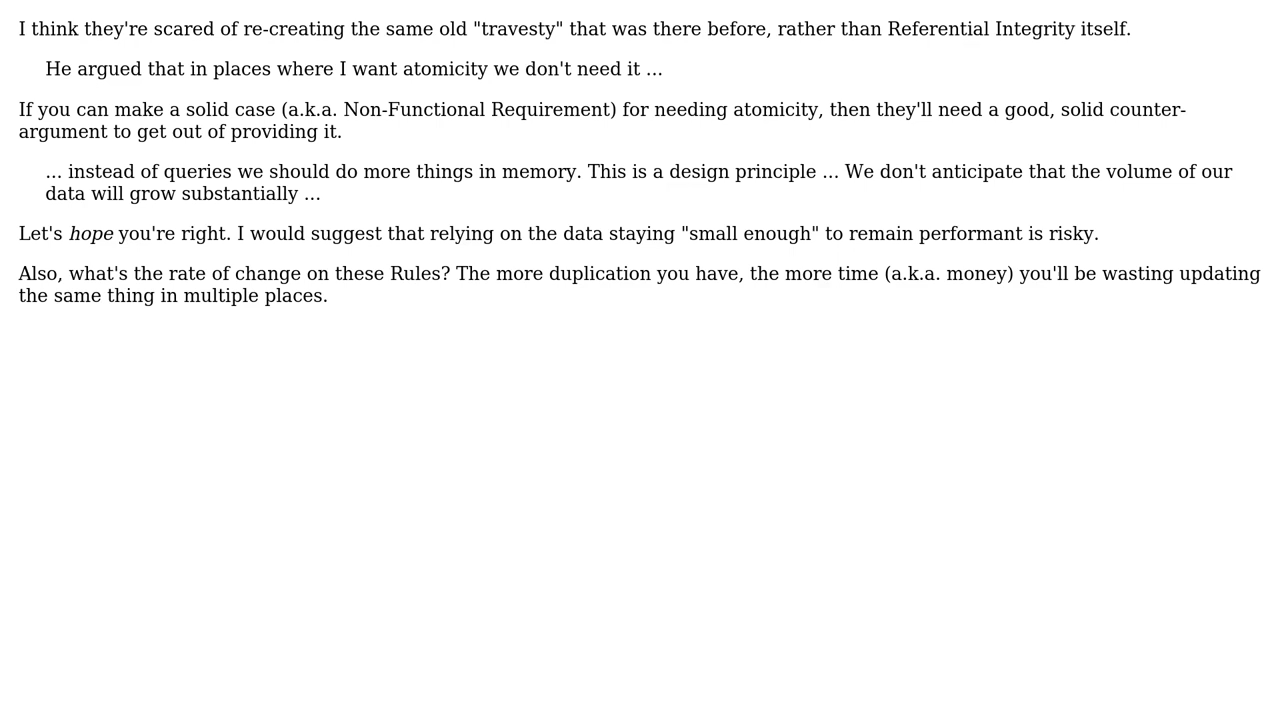 I think they're scared of re-creating the same old "travesty" that was there before, rather than Referential Integrity itself.
He argued that in places where I want atomicity we don't need it ...
If you can make a solid case (a.k.a. Non-Functional Requirement) for needing atomicity, then they'll need a good, solid counter-
argument to get out of providing it.
... instead of queries we should do more things in memory. This is a design principle ... We don't anticipate that the volume of our
data will grow substantially ...
Let's hope you're right. I would suggest that relying on the data staying "small enough" to remain performant is risky.
Also, what's the rate of change on these Rules? The more duplication you have, the more time (a.k.a. money) you'll be wasting updating
the same thing in multiple places.